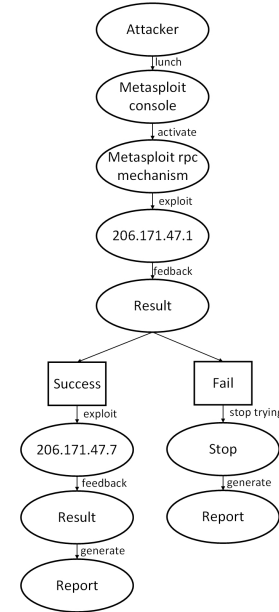 Attacker
lunch
Metasploit
console
activate
Metasploit rpc
mechanism
exploit
206.171.47.1
fedback
Result
Success
Fail
exploit
stop trying
206.171.47.7
Stop
feedback
generate
Result
Report
generate
Report